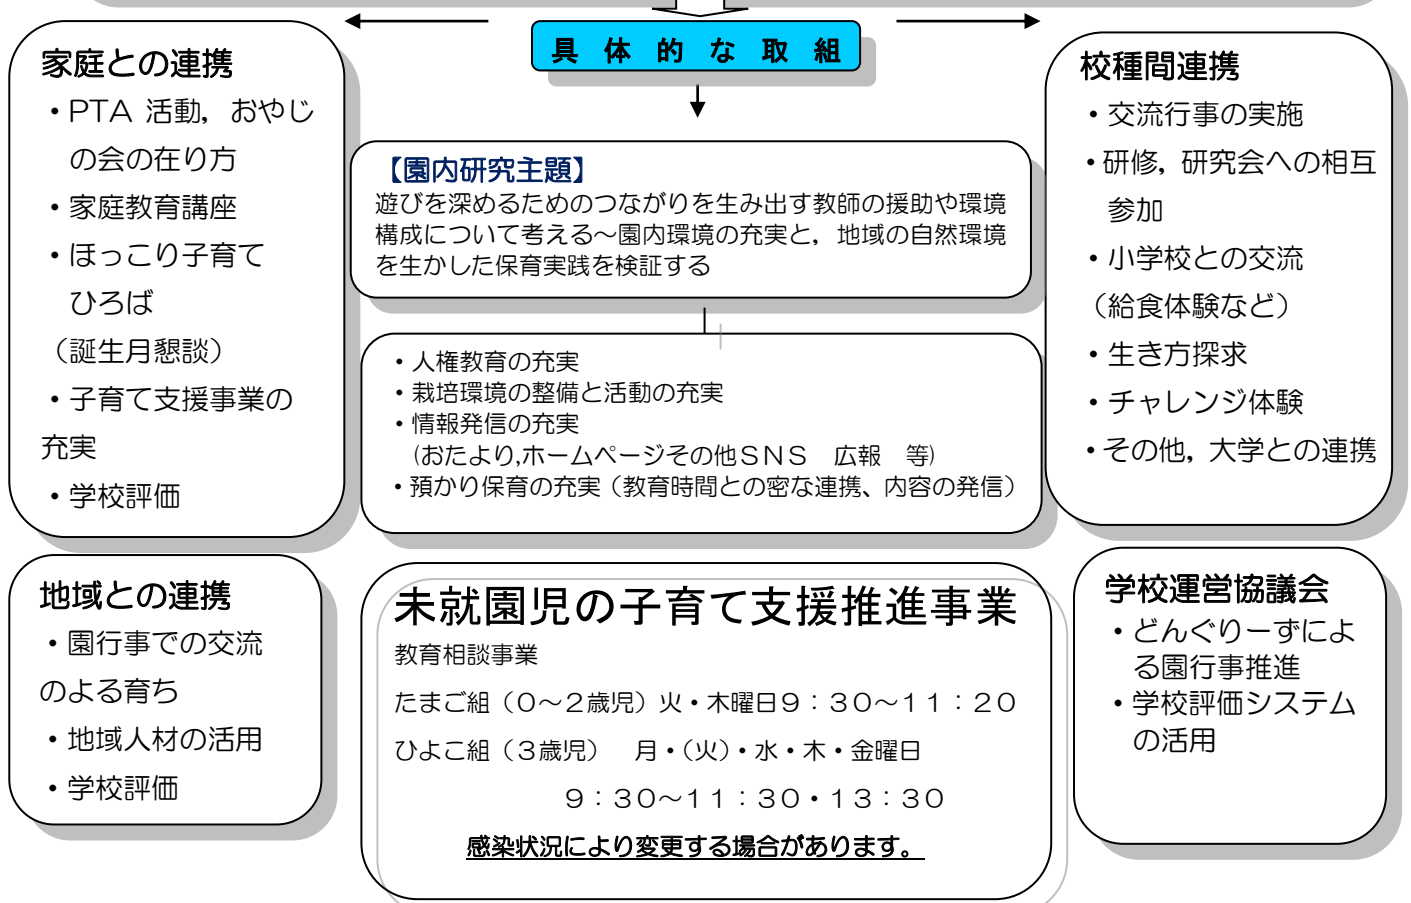 具体的な取組
家庭との連携
・PTA 活動，おやじ
の会の在り方
・家庭教育講座
・ほっこり子育て
ひろば
（誕生月懇談）
・子育て支援事業の
充実
・学校評価
【園内研究主題】
遊びを深めるためのつながりを生み出す教師の援助や環境
構成について考える～園内環境の充実と，地域の自然環境
を生かした保育実践を検証する
・人権教育の充実
・栽培環境の整備と活動の充実
・情報発信の充実
(おたより,ホームページその他ＳＮＳ　広報　等)
・預かり保育の充実（教育時間との密な連携、内容の発信）
校種間連携
・交流行事の実施
・研修，研究会への相互
参加
・小学校との交流
（給食体験など）
・生き方探求
・チャレンジ体験
・その他，大学との連携
地域との連携
・園行事での交流
のよる育ち
・地域人材の活用
・学校評価
未就園児の子育て支援推進事業
教育相談事業
たまご組（０～２歳児）火・木曜日９：３０～１１：２０
ひよこ組（３歳児）　月・(火)・水・木・金曜日
９：３０～１１：３０・１３：３０
感染状況により変更する場合があります。
学校運営協議会
・どんぐりーずによ
る園行事推進
・学校評価システム
の活用